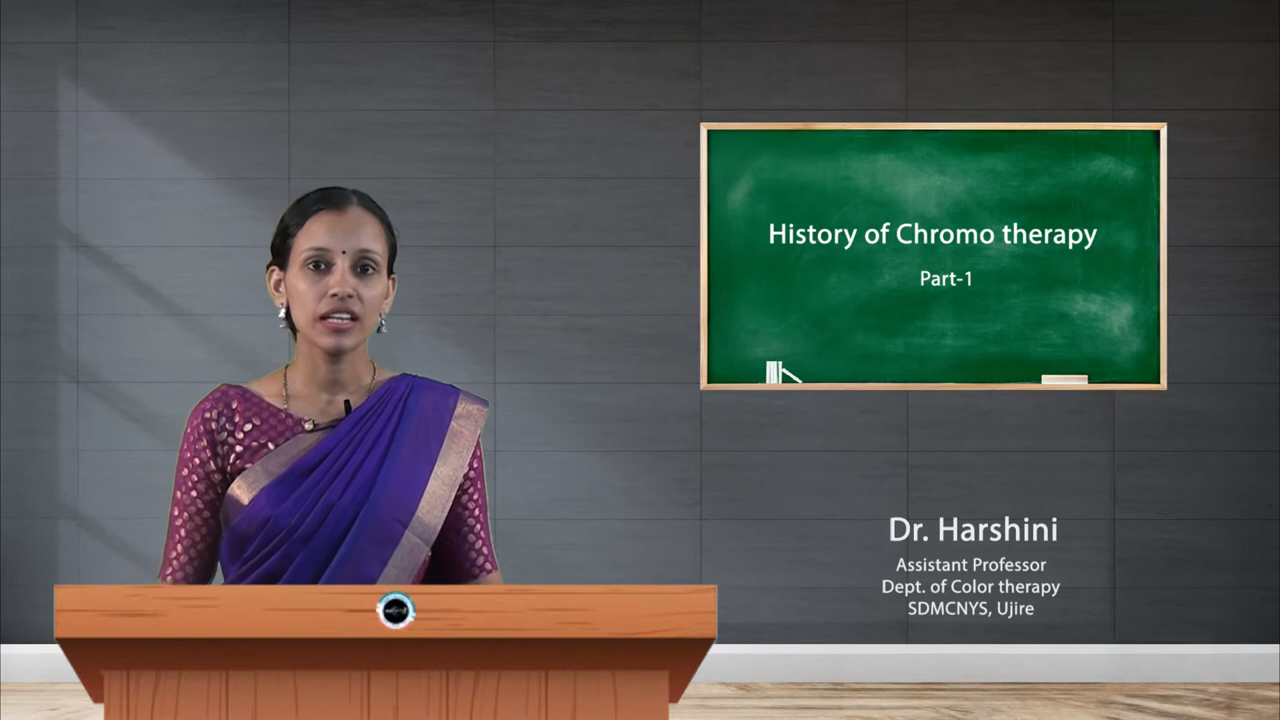 History of Chromo therapy
Part-1
Dr. Harshini
Assistant Professor
Dept. of Color therapy
SDMCNYS, Ujire